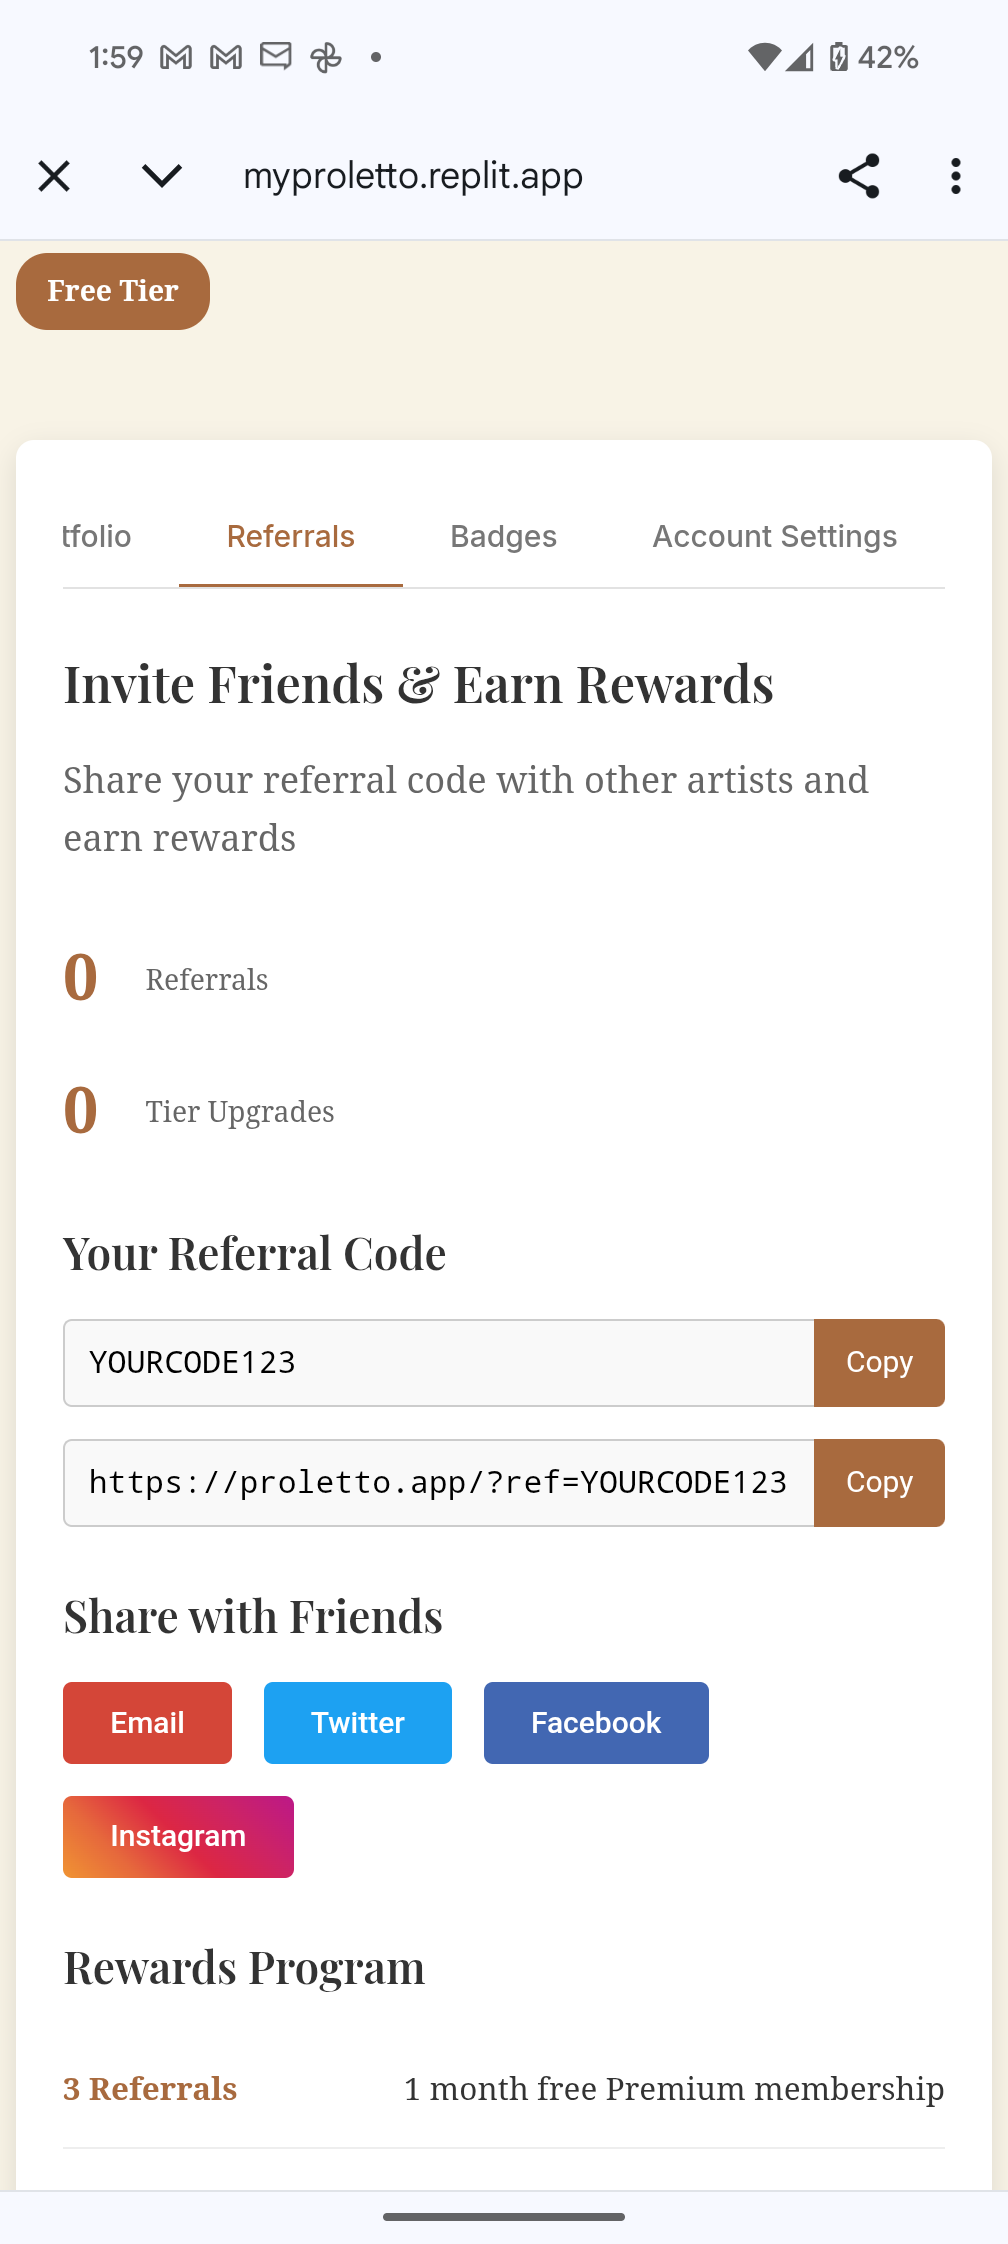 1:59
42%
myproletto.replit.app
Free Tier
tfolio Referrals Badges Account Settings
Invite Friends & Earn Rewards
Share your referral code with other artists and
earn rewards
0 Referrals
0 Tier Upgrades
Your Referral Code
YOURCODE123 Copy
https://proletto.app/?ref=YOURCODE123 Copy
Share with Friends
Email Twitter Facebook
Instagram
Rewards Program
3 Referrals 1 month free Premium membership